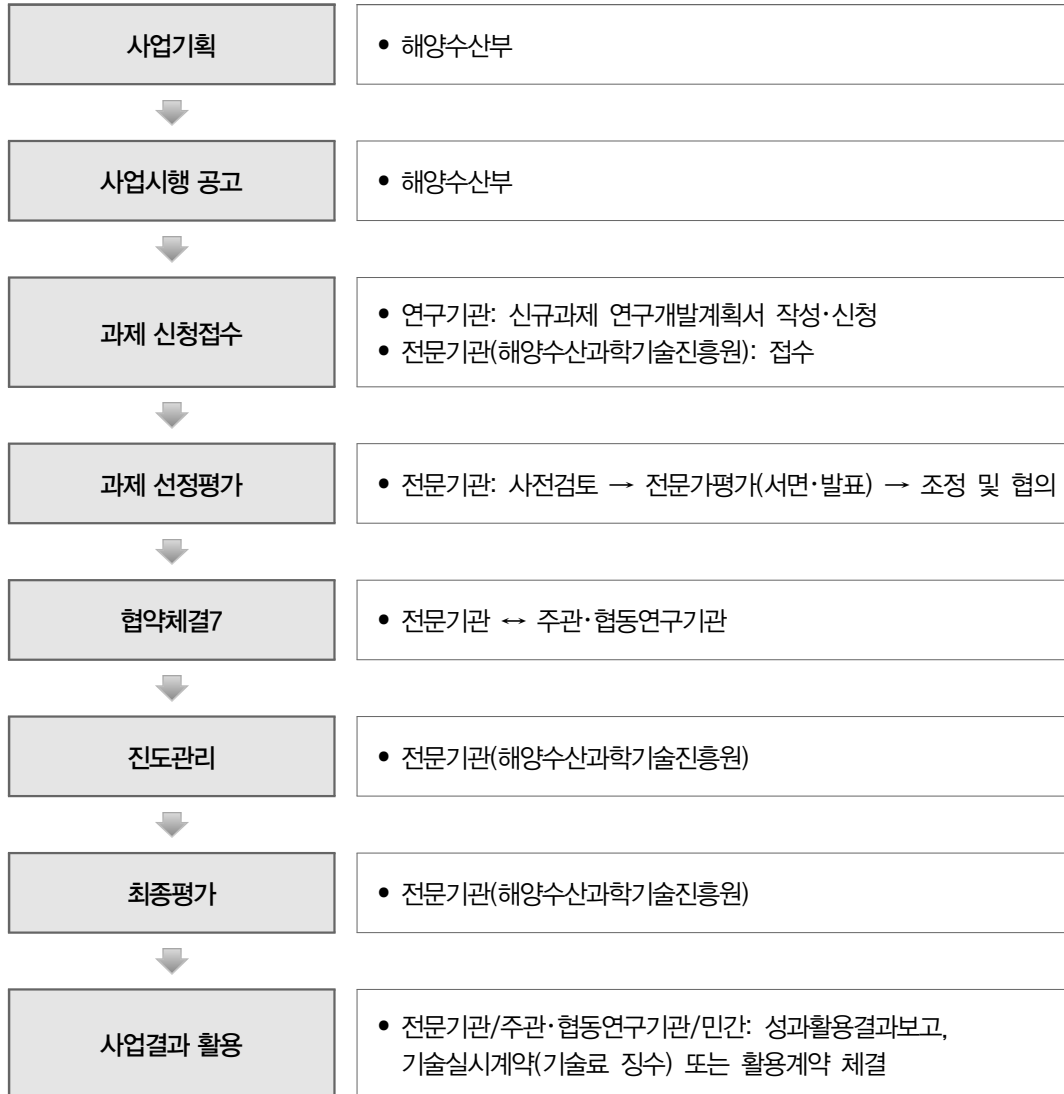 사업기획
• 해양수산부
사업시행 공고
• 해양수산부
과제 신청접수
• 연구기관: 신규과제 연구개발계획서 작성·신청
• 전문기관(해양수산과학기술진흥원): 접수
과제 선정평가
• 전문기관: 사전검토 → 전문가평가(서면·발표) → 조정 및 협의
협약체결7
• 전문기관 ↔ 주관·협동연구기관
진도관리
• 전문기관(해양수산과학기술진흥원)
최종평가
• 전문기관(해양수산과학기술진흥원)
사업결과 활용
• 전문기관/주관·협동연구기관/민간: 성과활용결과보고,
기술실시계약(기술료 징수) 또는 활용계약 체결